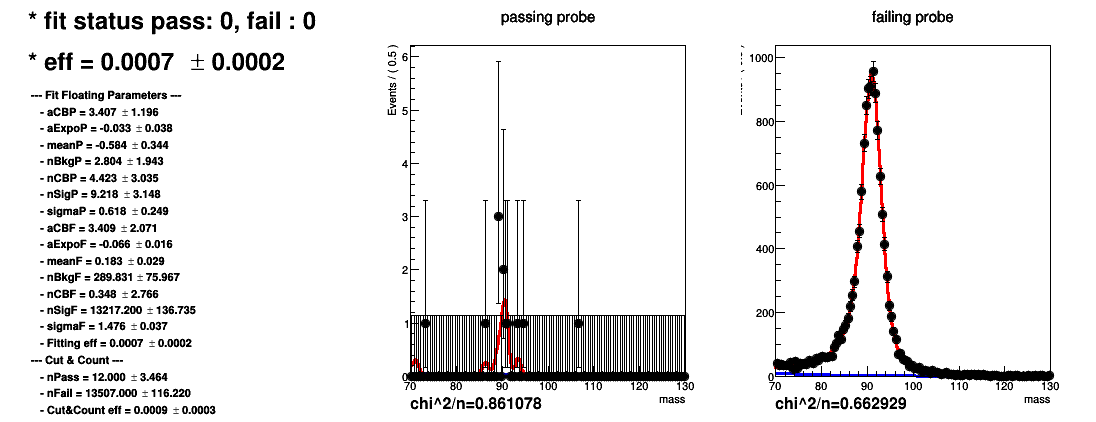 * fit status pass: 0, fail : 0
* eff = 0.0007 ± 0.0002
--- Fit Floating Parameters ---
- aCBP = 3.407 ± 1.196
- aExpoP = -0.033 ± 0.038
- meanP = -0.584 ± 0.344
- nBkgP = 2.804 ± 1.943
- nCBP = 4.423 ± 3.035
- nSigP = 9.218 ± 3.148
- sigmaP = 0.618 ± 0.249
- aCBF = 3.409 ± 2.071
- aExpoF = -0.066 ± 0.016
- meanF = 0.183 ± 0.029
- nBkgF = 289.831 ± 75.967
- nCBF = 0.348 ± 2.766
- nSigF = 13217.200 ± 136.735
- sigmaF = 1.476 ± 0.037
- Fitting eff = 0.0007 ± 0.0002
--- Cut & Count ---
- nPass = 12.000 ± 3.464
- nFail = 13507.000 ± 116.220
- Cut&Count eff = 0.0009 ± 0.0003
passing probe
Events / ( 0.5 )
6
5
4
3
2
1
0
70 80 90 100 110 120 130
mass
chi^2/n=0.861078
failing probe
1000
800
600
400
200
0
70 80 90 100 110 120 130
mass
chi^2/n=0.662929